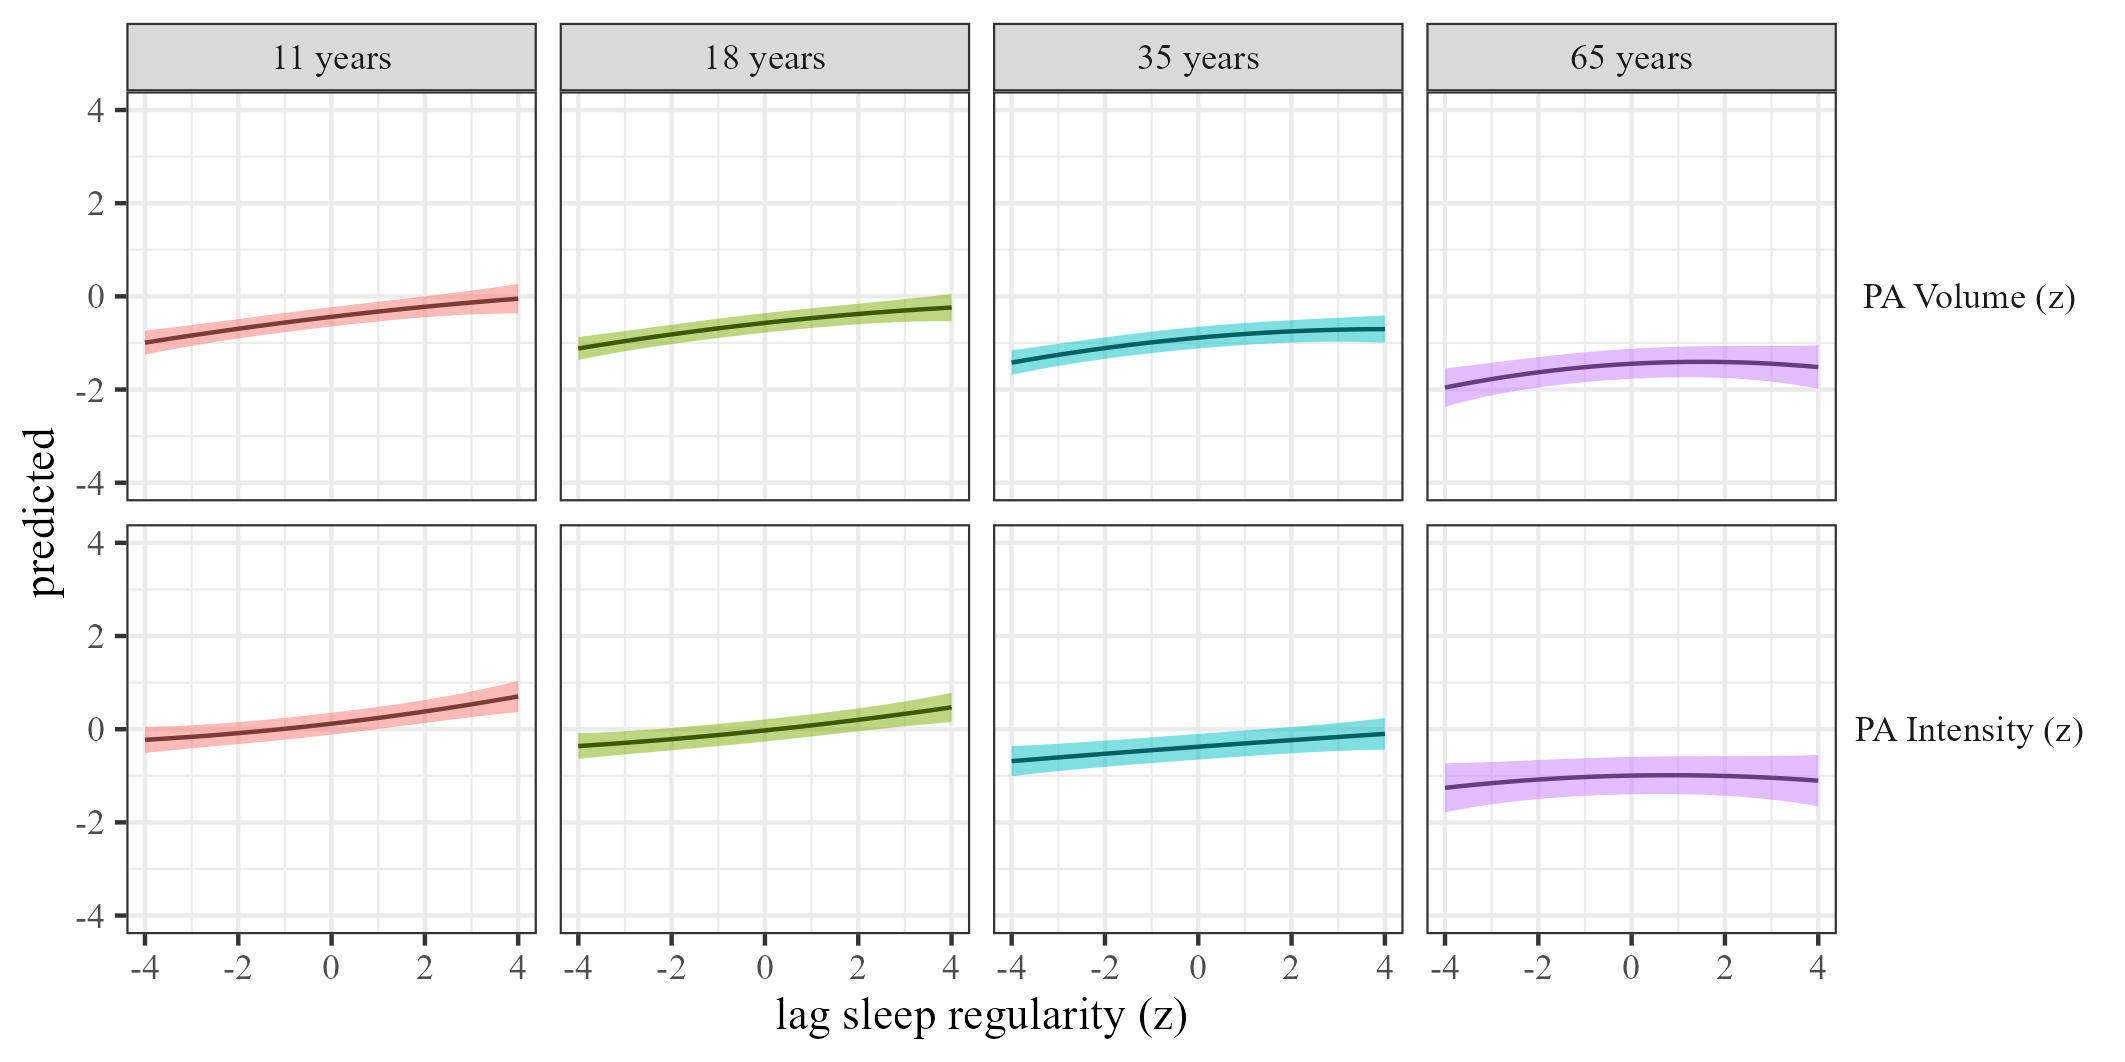 11 years 18 years 35 years 65 years
4
2
0
-2
-4
PA Volume (z)
predicted
4
2
0
-2
-4
PA Intensity (z)
-4 -2 0 2 4 -4 -2 0 2 4 -4 -2 0 2 4 -4 -2 0 2 4
lag sleep regularity (z)